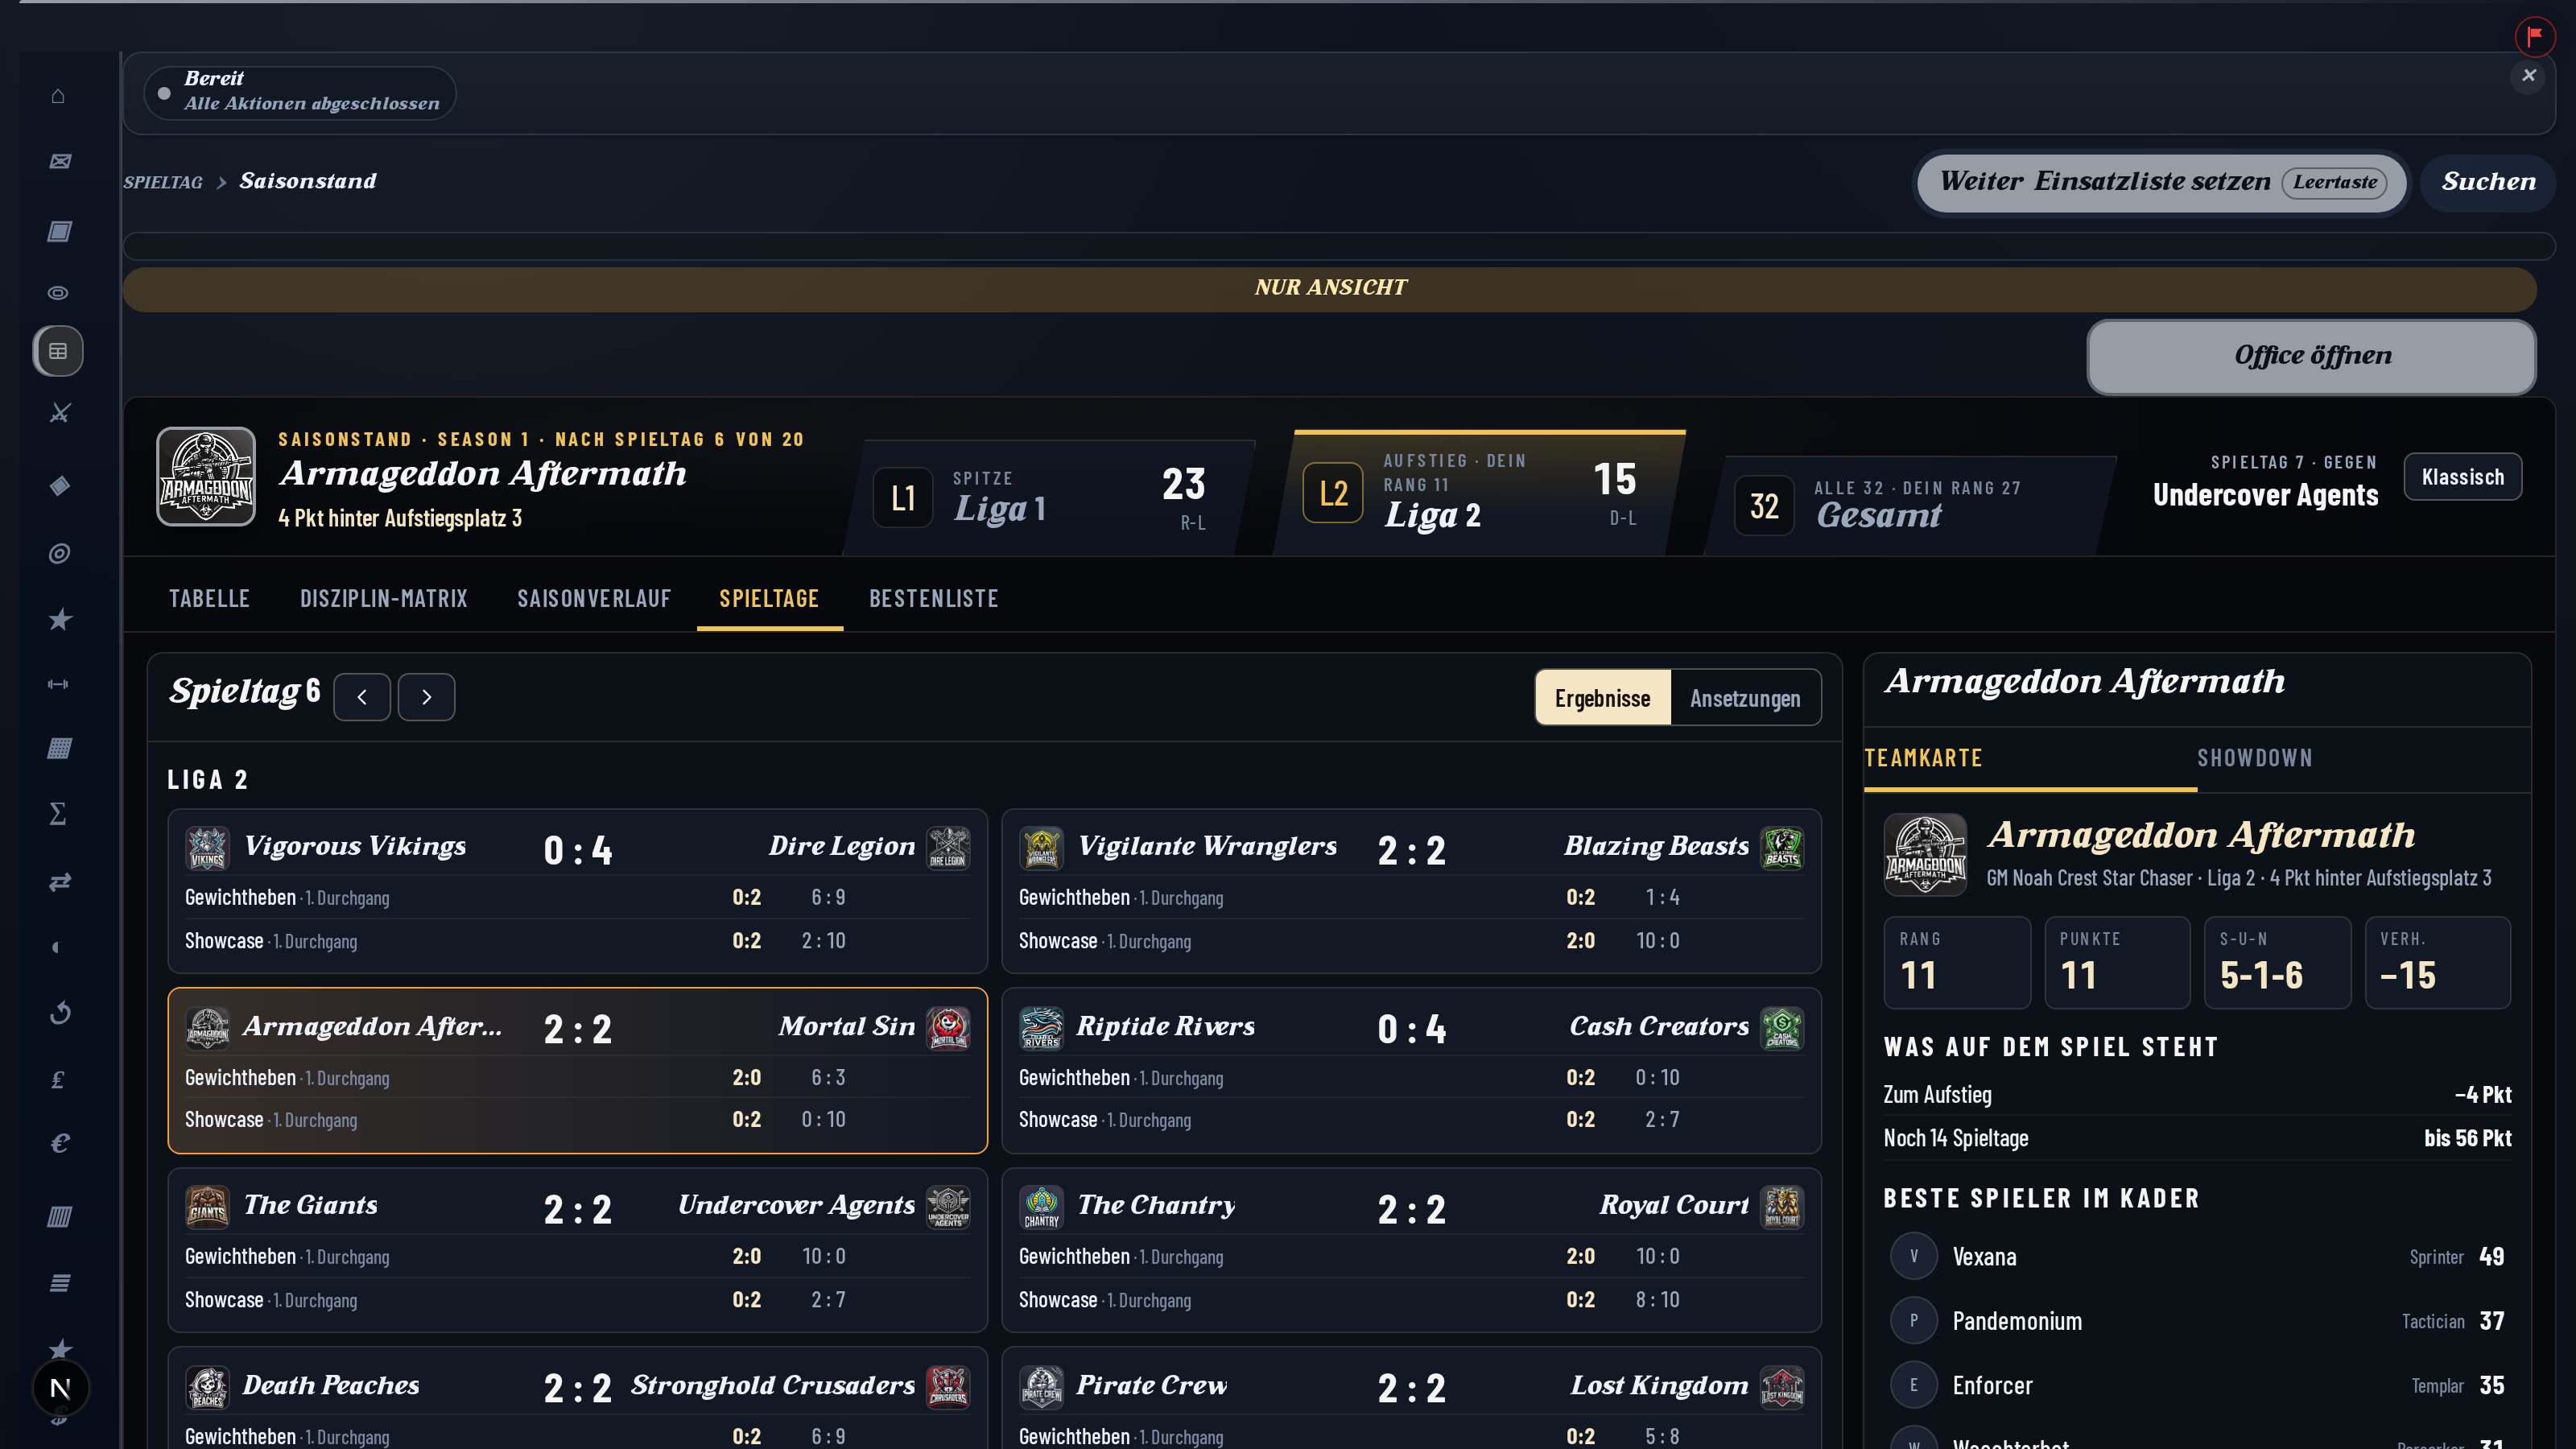 Bereit
Alle Aktionen abgeschlossen
SPIELTAG › Saisonstand
Weiter Einsatzliste setzen Leertaste
Suchen
NUR ANSICHT
Office öffnen
SAISONSTAND · SEASON 1 · NACH SPIELTAG 6 VON 20
Armageddon Aftermath
4 Pkt hinter Aufstiegsplatz 3
L1 SPITZE
Liga 1
23
R-L
L2 AUFSTIEG · DEIN
RANG 11
Liga 2
15
D-L
32 ALLE 32 · DEIN RANG 27
Gesamt
SPIELTAG 7 · GEGEN
Undercover Agents
Klassisch
TABELLE DISZIPLIN-MATRIX SAISONVERLAUF SPIELTAGE BESTENLISTE
Spieltag 6
Ergebnisse Ansetzungen
LIGA 2
Vigorous Vikings 0 : 4 Dire Legion
Gewichtheben · 1. Durchgang 0:2 6 : 9
Showcase · 1. Durchgang 0:2 2 : 10
Vigilante Wranglers 2 : 2 Blazing Beasts
Gewichtheben · 1. Durchgang 0:2 1 : 4
Showcase · 1. Durchgang 2:0 10 : 0
Armageddon After... 2 : 2 Mortal Sin
Gewichtheben · 1. Durchgang 2:0 6 : 3
Showcase · 1. Durchgang 0:2 0 : 10
Riptide Rivers 0 : 4 Cash Creators
Gewichtheben · 1. Durchgang 0:2 0 : 10
Showcase · 1. Durchgang 0:2 2 : 7
The Giants 2 : 2 Undercover Agents
Gewichtheben · 1. Durchgang 2:0 10 : 0
Showcase · 1. Durchgang 0:2 2 : 7
The Chantry 2 : 2 Royal Court
Gewichtheben · 1. Durchgang 2:0 10 : 0
Showcase · 1. Durchgang 0:2 8 : 10
Death Peaches 2 : 2 Stronghold Crusaders
Gewichtheben · 1. Durchgang 0:2 6 : 9
Pirate Crew 2 : 2 Lost Kingdom
Gewichtheben · 1. Durchgang 0:2 5 : 8
Armageddon Aftermath
TEAMKARTE SHOWDOWN
Armageddon Aftermath
GM Noah Crest Star Chaser · Liga 2 · 4 Pkt hinter Aufstiegsplatz 3
RANG
11
PUNKTE
11
S-U-N
5-1-6
VERH.
−15
WAS AUF DEM SPIEL STEHT
Zum Aufstieg −4 Pkt
Noch 14 Spieltage bis 56 Pkt
BESTE SPIELER IM KADER
V Vexana Sprinter 49
P Pandemonium Tactician 37
E Enforcer Templar 35